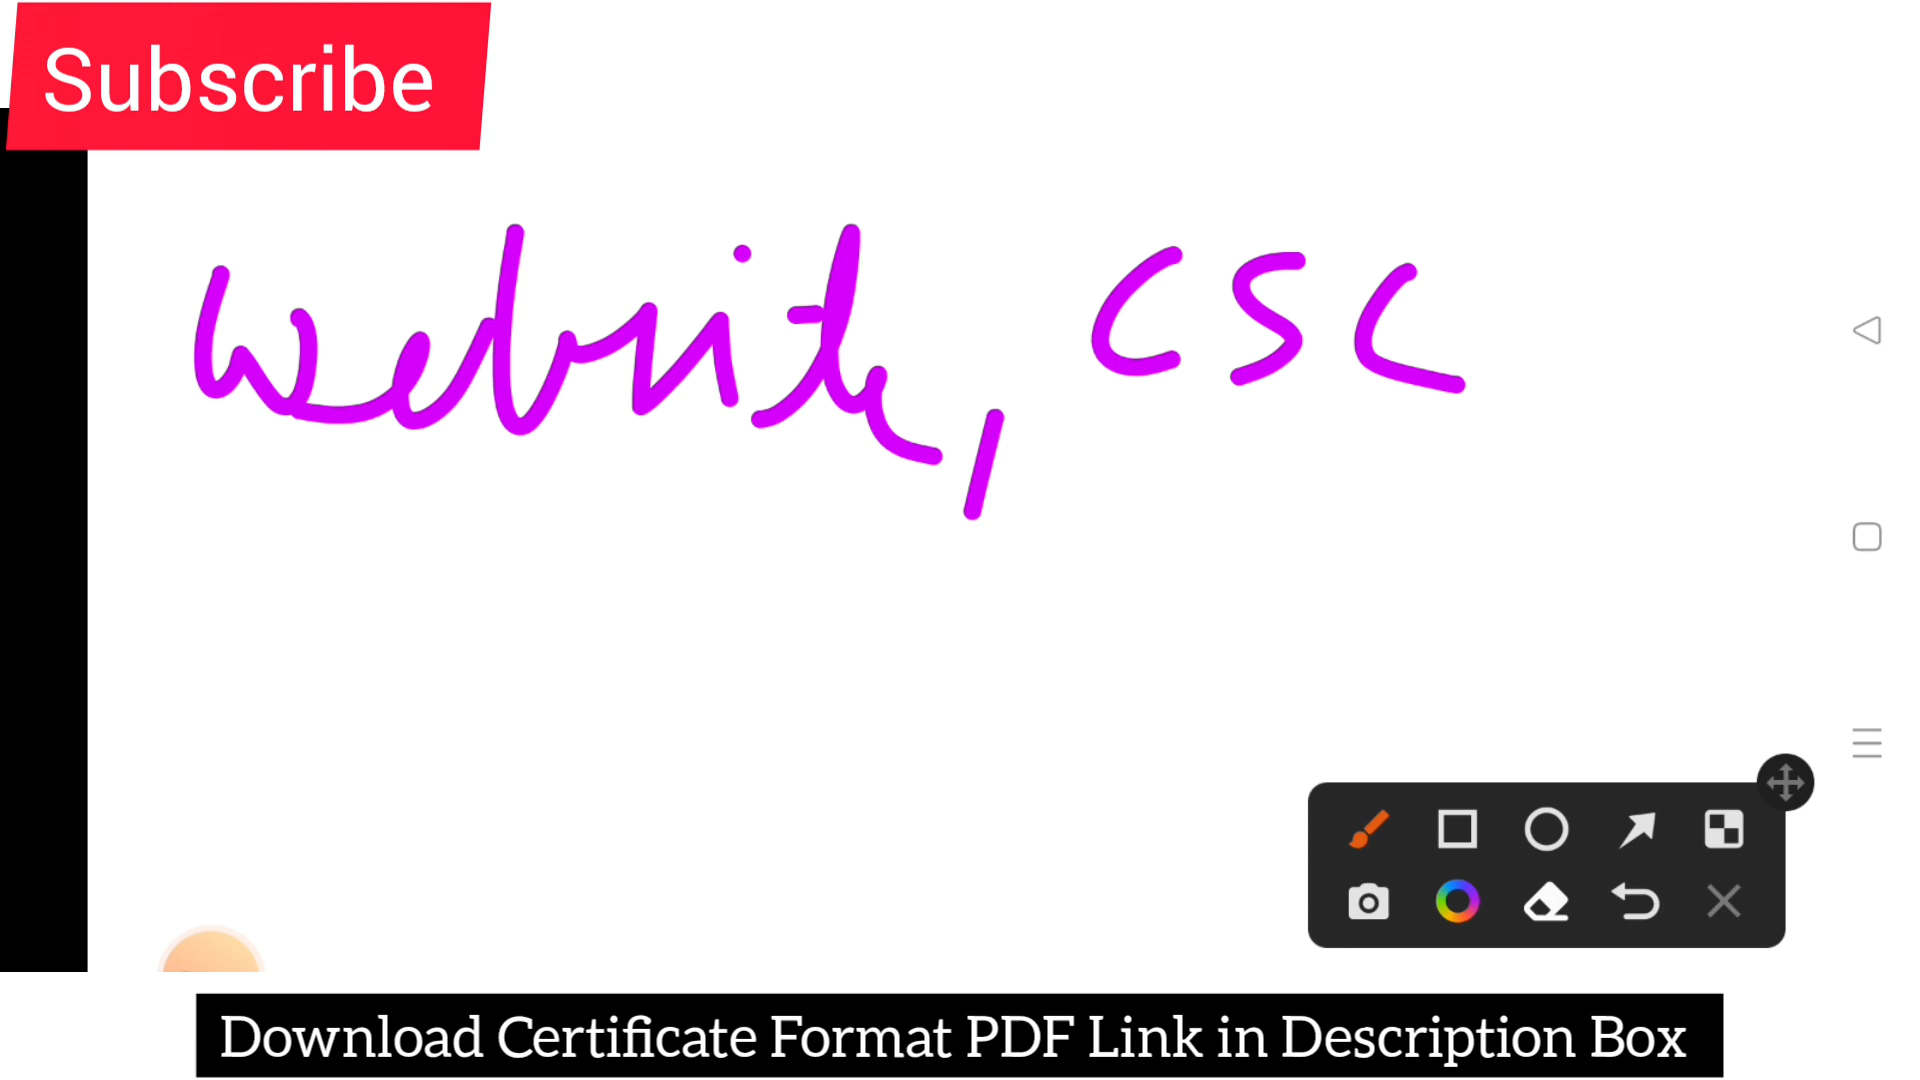 Subscribe
Website, CSC
Download Certificate Format PDF Link in Description Box